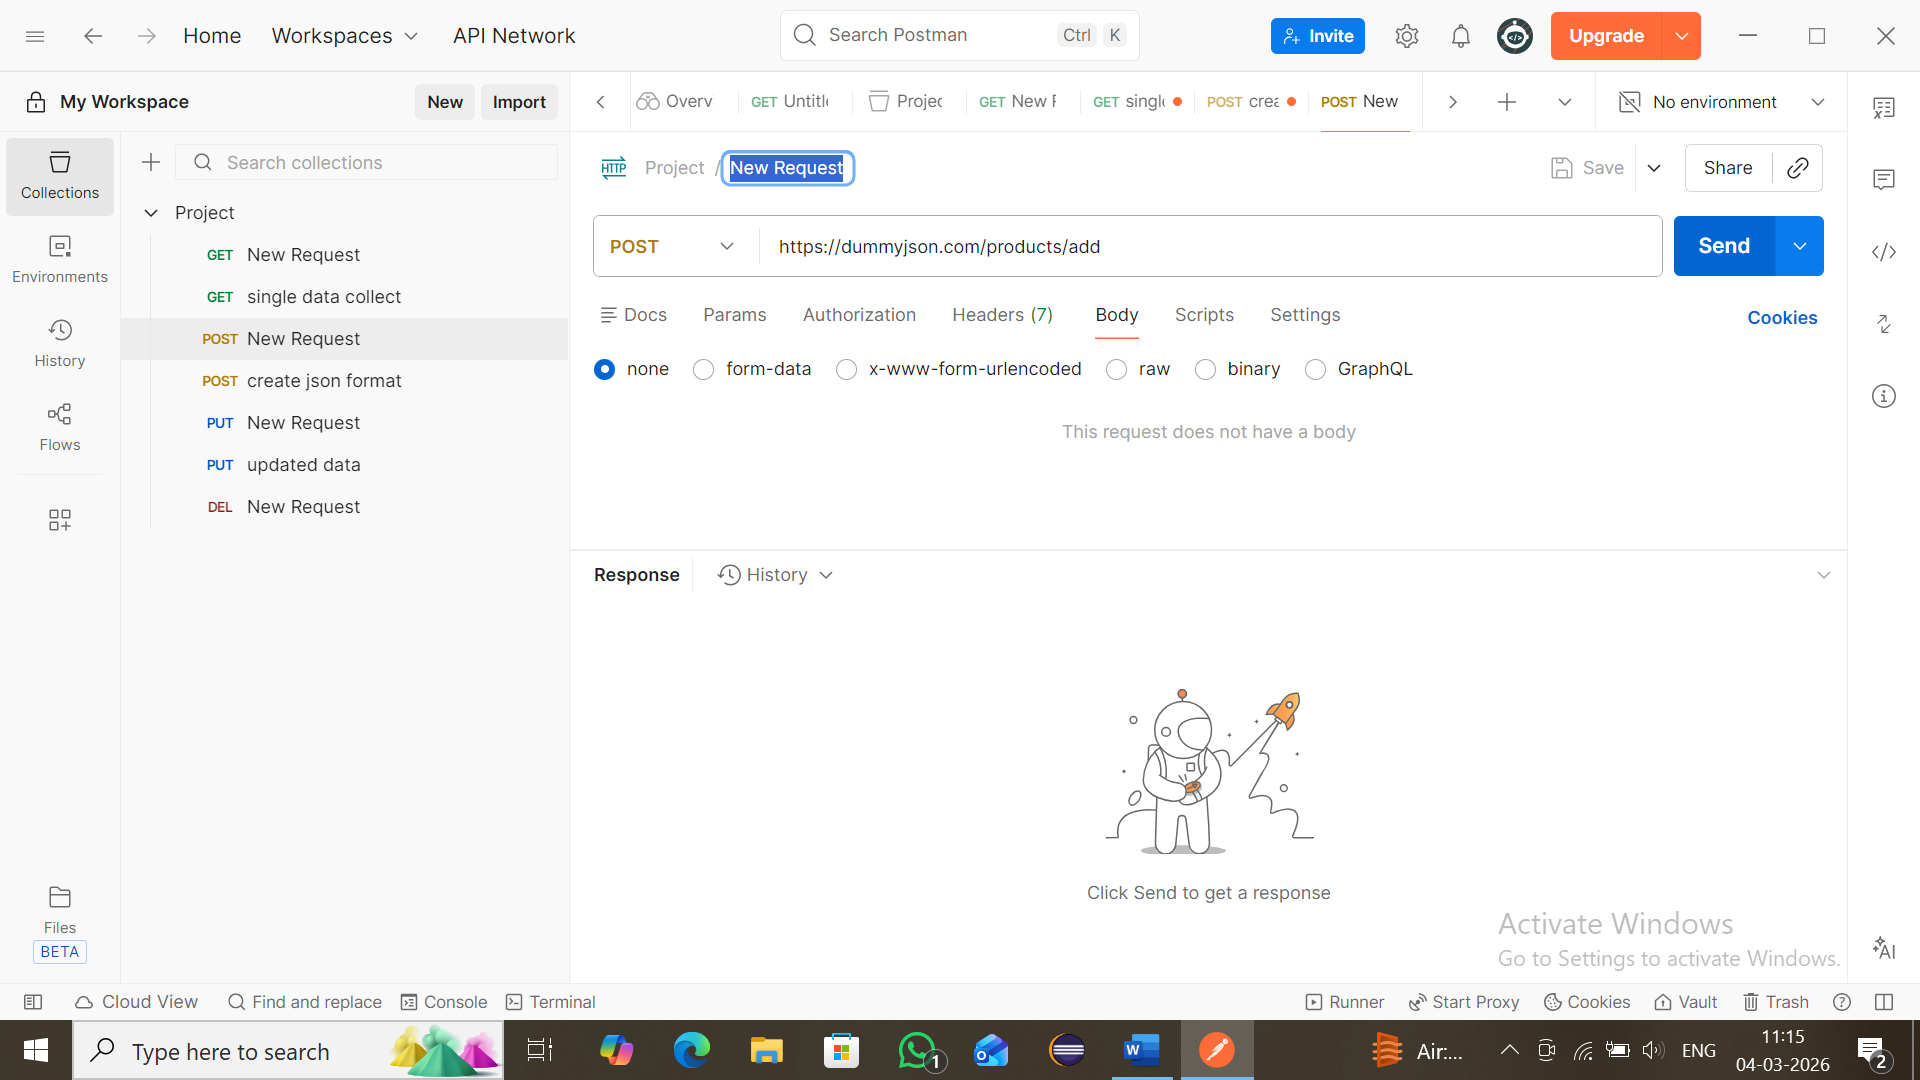 Home
Workspaces
API Network
Search Postman
Ctrl
K
Invite
Upgrade
My Workspace
New
Import
Overv
GET Untitl
Projec
GET New F
GET singl
POST crea
POST New
No environment
Collections
Environments
History
Flows
Files
BETA
Search collections
Project
GET New Request
GET single data collect
POST New Request
POST create json format
PUT New Request
PUT updated data
DEL New Request
HTTP
Project / New Request
Save
Share
POST
https://dummyjson.com/products/add
Send
Docs
Params
Authorization
Headers (7)
Body
Scripts
Settings
Cookies
none
form-data
x-www-form-urlencoded
raw
binary
GraphQL
This request does not have a body
Response
History
Click Send to get a response
Activate Windows
Go to Settings to activate Windows.
AI
Cloud View
Find and replace
Console
Terminal
Runner
Start Proxy
Cookies
Vault
Trash
Type here to search
1
Air:...
ENG
11:15
04-03-2026
2